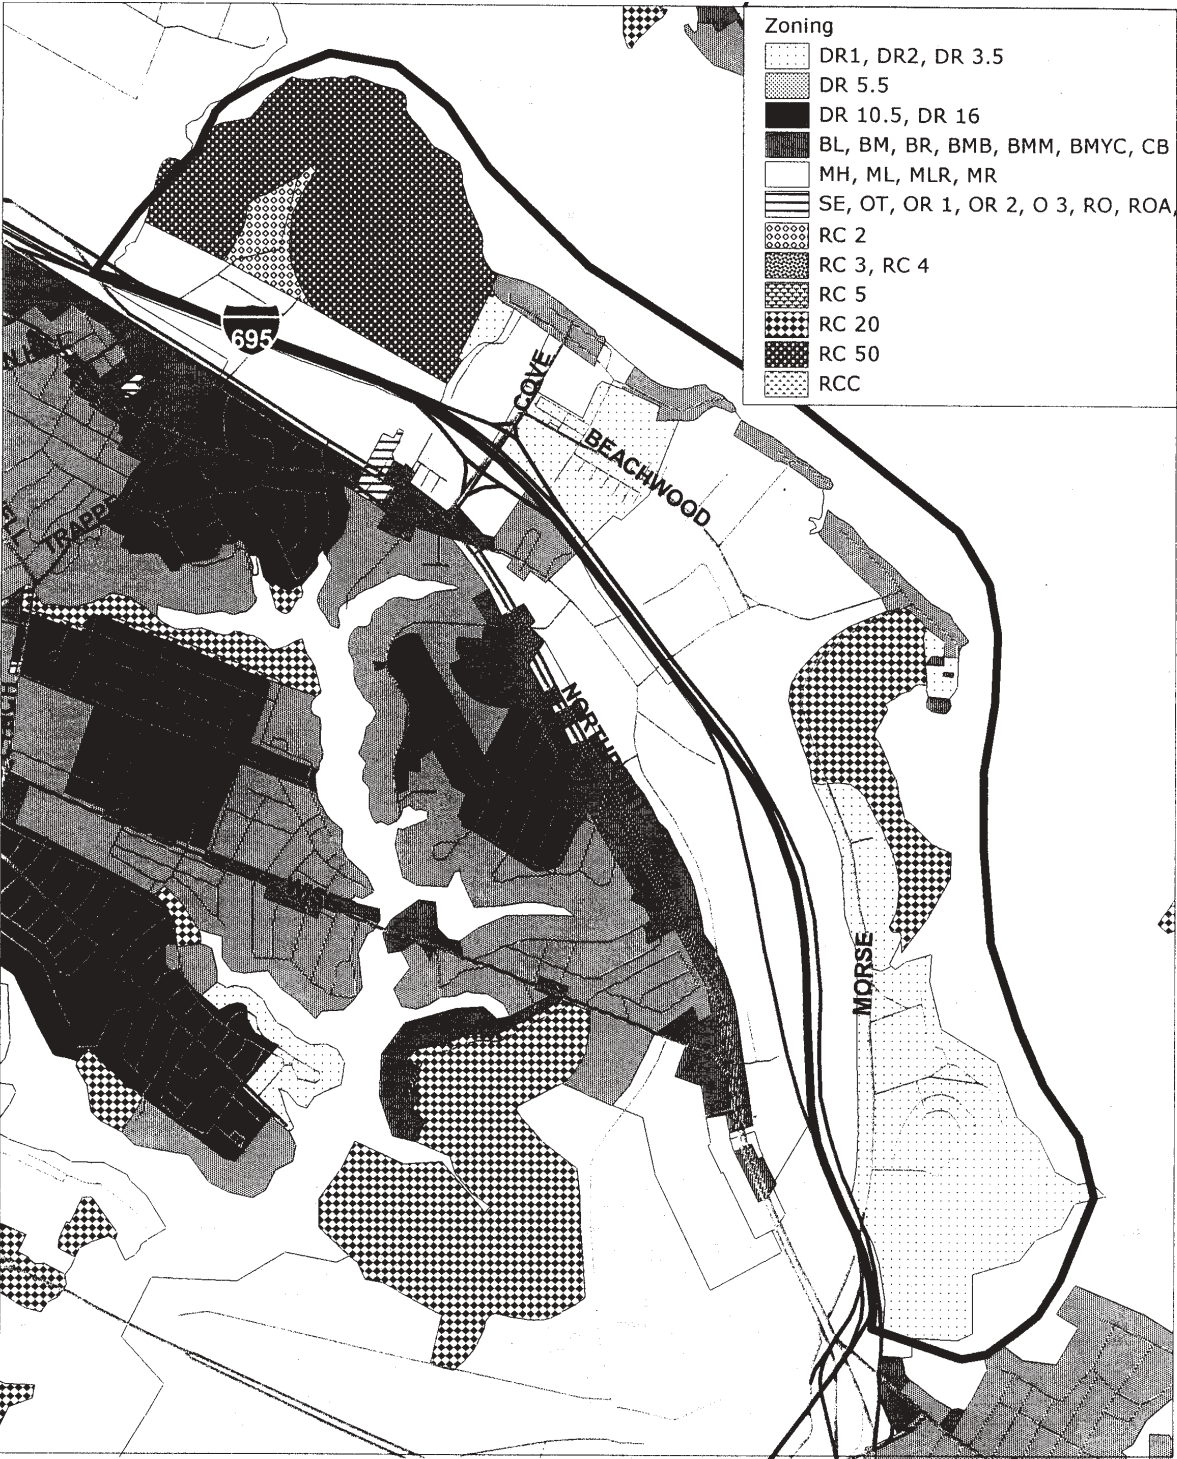 Zoning
DR1, DR2, DR 3.5
DR 5.5
DR 10.5, DR 16
BL, BM, BR, BMB, BMM, BMYC, CB
MH, ML, MLR, MR
SE, OT, OR 1, OR 2, O 3, RO, ROA,
RC 2
RC 3, RC 4
RC 5
RC 20
RC 50
RCC
695
COVE
BEACHWOOD
TRAPP
NORTH
MORSE